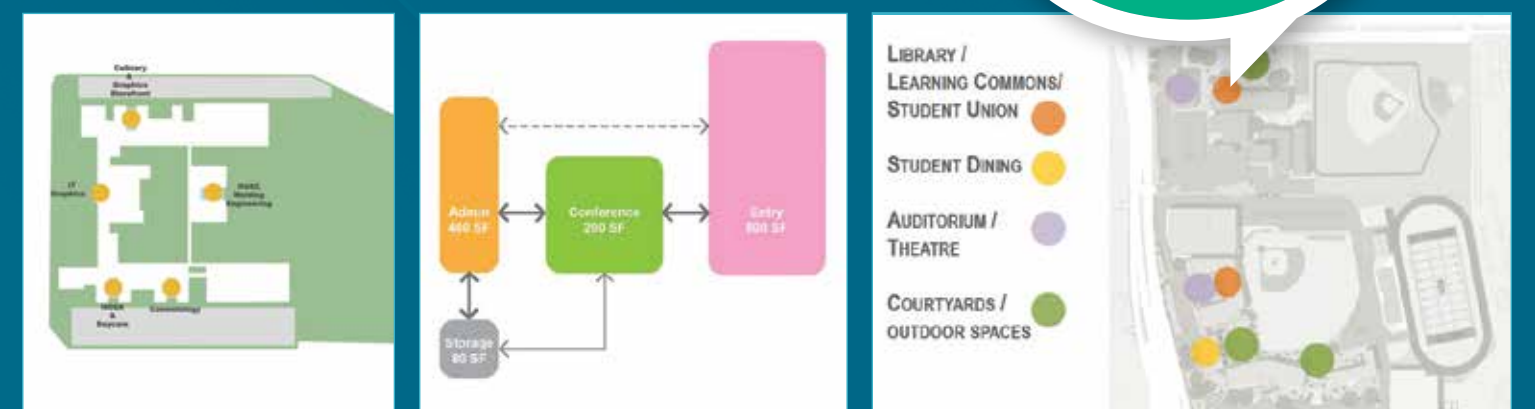 Culinary
&
Graphics
Storefront
IT
Graphics
HVAC
Welding
Engineering
&
Daycare
Cosmetology
Admin
400 SF
Conference
200 SF
Entry
800 SF
Storage
80 SF
LIBRARY /
LEARNING COMMONS/
STUDENT UNION
STUDENT DINING
AUDITORIUM /
THEATRE
COURTYARDS /
OUTDOOR SPACES